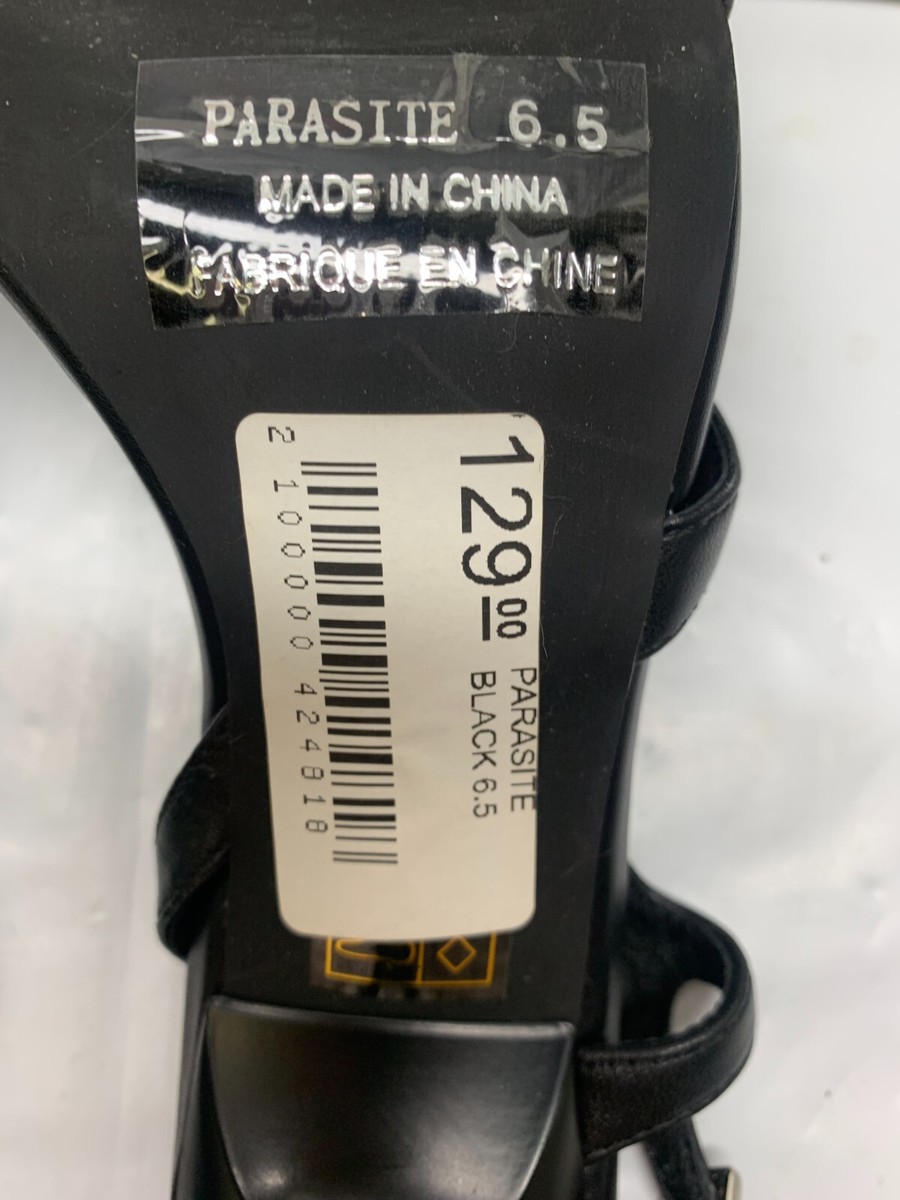 PARASITE 6.5
MADE IN CHINA
FABRIQUE EN CHINE
129.00
PARASITE
BLACK 6.5
2 100000 424818